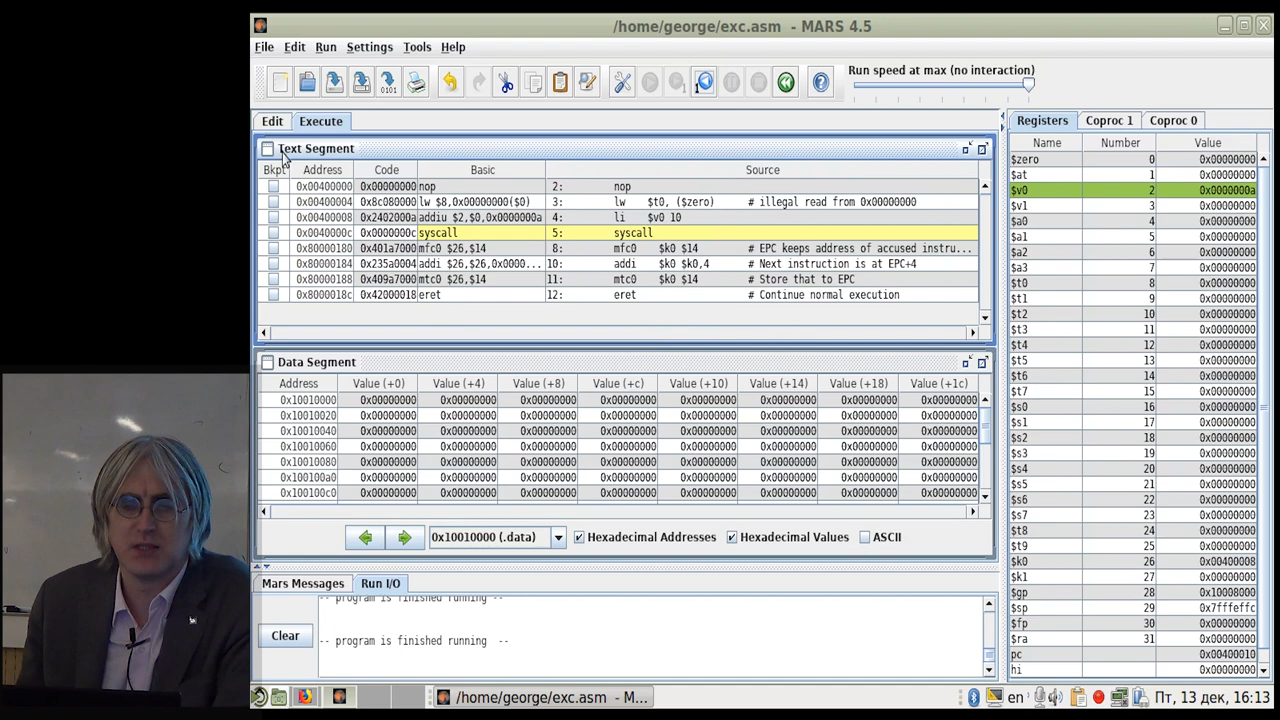 /home/george/exc.asm - MARS 4.5
File Edit Run Settings Tools Help
Run speed at max (no interaction)
Edit Execute
Text Segment
Bkpt Address Code Basic Source
0x00400000 0x00000000 nop 2: nop
0x00400004 0x8c080000 lw $8,0x00000000($0) 3: lw $t0, ($zero) # illegal read from 0x00000000
0x00400008 0x2402000a addiu $2,$0,0x0000000a 4: li $v0 10
0x0040000c 0x0000000c syscall 5: syscall
0x80000180 0x401a7000 mfc0 $26,$14 8: mfc0 $k0 $14 # EPC keeps address of accused instru...
0x80000184 0x235a0004 addi $26,$26,0x0000... 10: addi $k0 $k0,4 # Next instruction is at EPC+4
0x80000188 0x409a7000 mtc0 $26,$14 11: mtc0 $k0 $14 # Store that to EPC
0x8000018c 0x42000018 eret 12: eret # Continue normal execution
Data Segment
Address Value (+0) Value (+4) Value (+8) Value (+c) Value (+10) Value (+14) Value (+18) Value (+1c)
0x10010000 0x00000000 0x00000000 0x00000000 0x00000000 0x00000000 0x00000000 0x00000000 0x00000000
0x10010020 0x00000000 0x00000000 0x00000000 0x00000000 0x00000000 0x00000000 0x00000000 0x00000000
0x10010040 0x00000000 0x00000000 0x00000000 0x00000000 0x00000000 0x00000000 0x00000000 0x00000000
0x10010060 0x00000000 0x00000000 0x00000000 0x00000000 0x00000000 0x00000000 0x00000000 0x00000000
0x10010080 0x00000000 0x00000000 0x00000000 0x00000000 0x00000000 0x00000000 0x00000000 0x00000000
0x100100a0 0x00000000 0x00000000 0x00000000 0x00000000 0x00000000 0x00000000 0x00000000 0x00000000
0x100100c0 0x00000000 0x00000000 0x00000000 0x00000000 0x00000000 0x00000000 0x00000000 0x00000000
0x10010000 (.data) Hexadecimal Addresses Hexadecimal Values ASCII
Mars Messages Run I/O
-- program is finished running --
Clear
-- program is finished running --
Registers Coproc 1 Coproc 0
Name Number Value
$zero 0 0x00000000
$at 1 0x00000000
$v0 2 0x0000000a
$v1 3 0x00000000
$a0 4 0x00000000
$a1 5 0x00000000
$a2 6 0x00000000
$a3 7 0x00000000
$t0 8 0x00000000
$t1 9 0x00000000
$t2 10 0x00000000
$t3 11 0x00000000
$t4 12 0x00000000
$t5 13 0x00000000
$t6 14 0x00000000
$t7 15 0x00000000
$s0 16 0x00000000
$s1 17 0x00000000
$s2 18 0x00000000
$s3 19 0x00000000
$s4 20 0x00000000
$s5 21 0x00000000
$s6 22 0x00000000
$s7 23 0x00000000
$t8 24 0x00000000
$t9 25 0x00000000
$k0 26 0x00400008
$k1 27 0x00000000
$gp 28 0x10008000
$sp 29 0x7fffeffc
$fp 30 0x00000000
$ra 31 0x00000000
pc 0x00400010
hi 0x00000000
/home/george/exc.asm - M... en Пт, 13 дек, 16:13